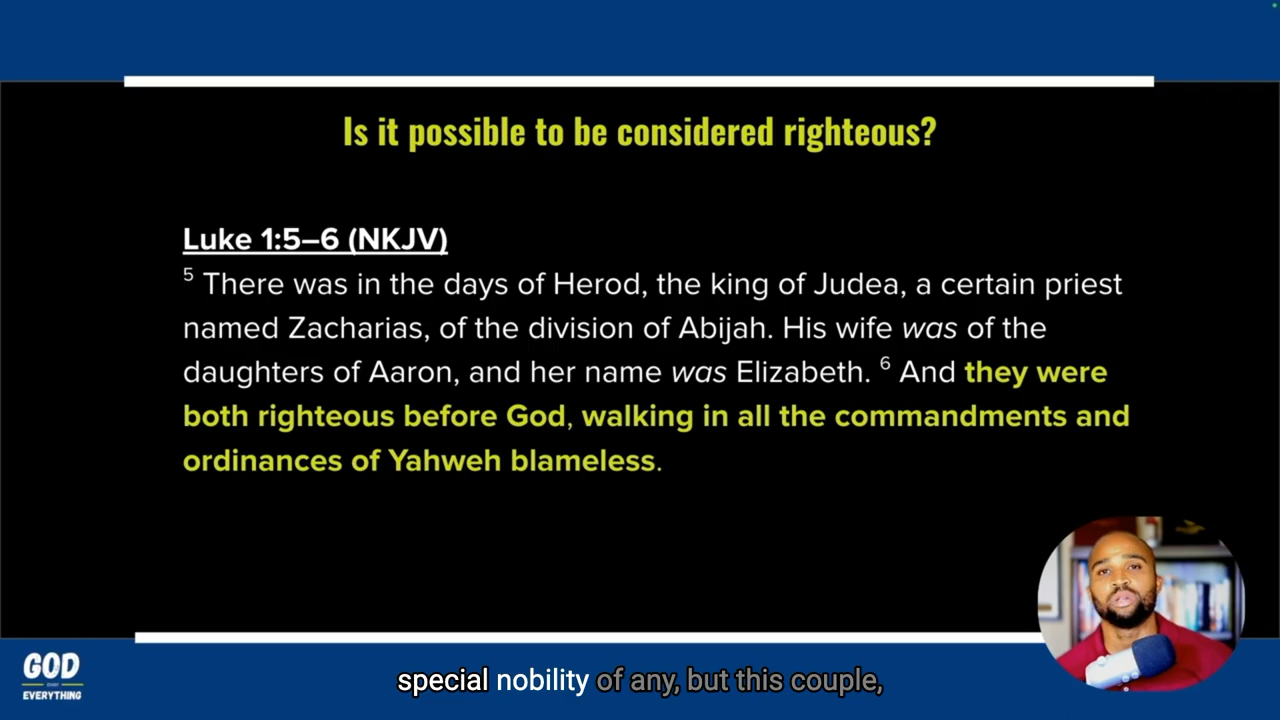 Is it possible to be considered righteous?
Luke 1:5–6 (NKJV)
5 There was in the days of Herod, the king of Judea, a certain priest
named Zacharias, of the division of Abijah. His wife was of the
daughters of Aaron, and her name was Elizabeth. 6 And they were
both righteous before God, walking in all the commandments and
ordinances of Yahweh blameless.
GOD
EVERYTHING
special nobility of any, but this couple,